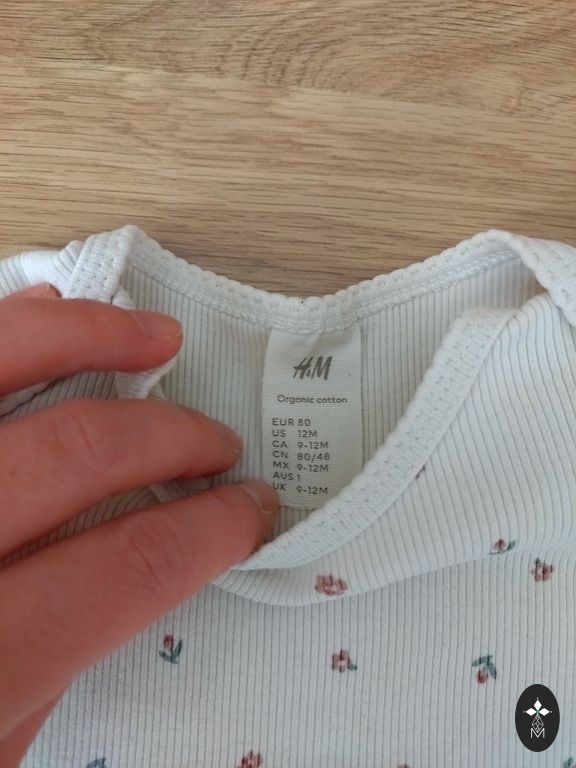 H&M
Organic cotton
EUR 80
US 12M
CA 9-12M
CN 80/48
MX 9-12M
AUS 1
UK 9-12M
M